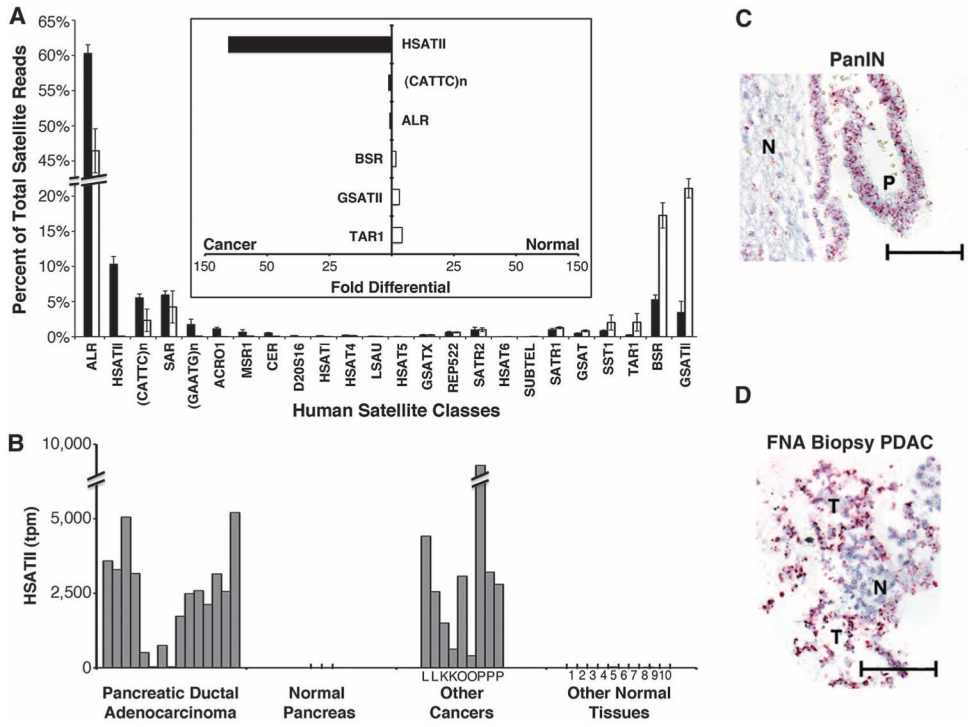 A
Percent of Total Satellite Reads
65%
60%
55%
50%
45%
20%
15%
10%
5%
0%
HSATII
(CATTC)n
ALR
BSR
GSATII
TAR1
Cancer
Normal
150
50
25
25
50
150
Fold Differential
ALR
HSATII
(CATTC)n
SAR
(GAATG)n
ACRO1
MSR1
CER
D20S16
HSATI
HSAT4
LSAU
HSAT5
GSATX
REP522
SATR2
HSAT6
SUBTEL
SATR1
GSAT
SST1
TAR1
BSR
GSATII
Human Satellite Classes
B
HSATII (tpm)
10,000
5,000
2,500
0
LLKKOOPPP
1 2 3 4 5 6 7 8 910
Pancreatic Ductal
Adenocarcinoma
Normal
Pancreas
Other
Cancers
Other Normal
Tissues
C
PanIN
N
P
D
FNA Biopsy PDAC
T
N
T